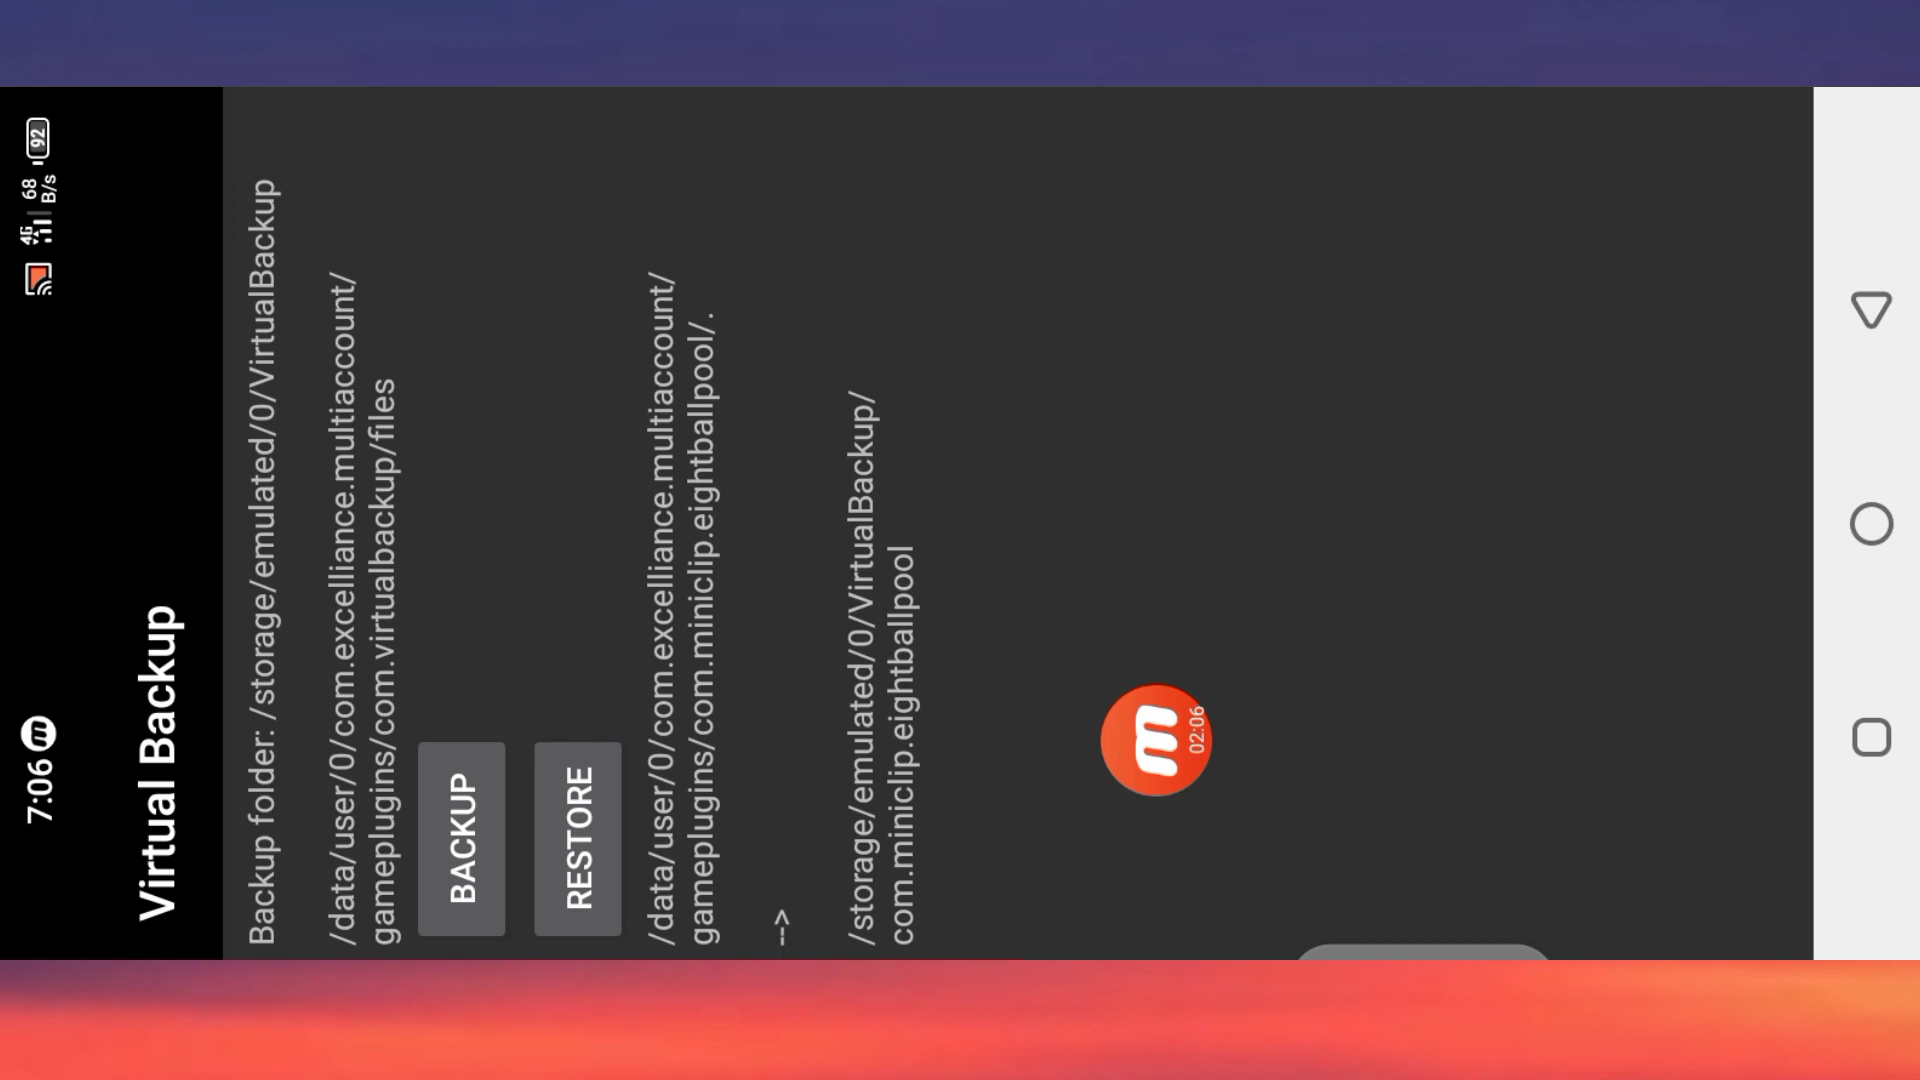 7:06
4G
68
B/s
92
Virtual Backup
Backup folder: /storage/emulated/0/VirtualBackup
/data/user/0/com.excelliance.multiaccount/
gameplugins/com.virtualbackup/files
BACKUP
RESTORE
/data/user/0/com.excelliance.multiaccount/
gameplugins/com.miniclip.eightballpool/.
-->
/storage/emulated/0/VirtualBackup/
com.miniclip.eightballpool
m
02:06